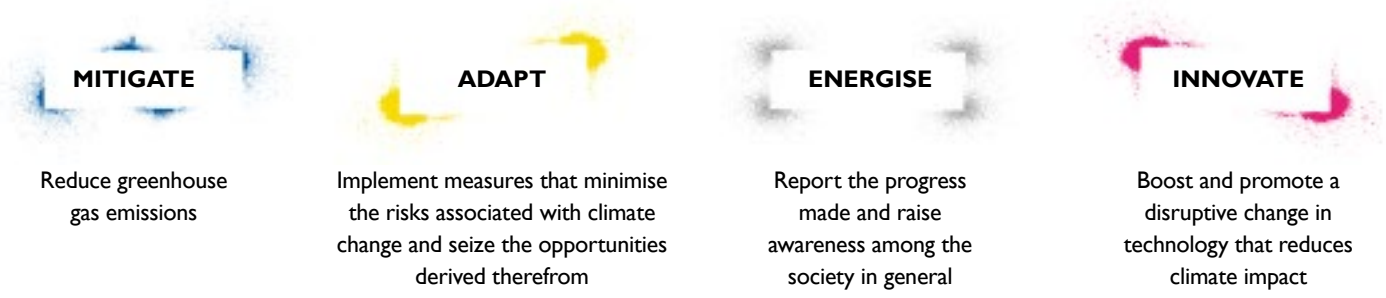 MITIGATE
Reduce greenhouse
gas emissions
ADAPT
Implement measures that minimise
the risks associated with climate
change and seize the opportunities
derived therefrom
ENERGISE
Report the progress
made and raise
awareness among the
society in general
INNOVATE
Boost and promote a
disruptive change in
technology that reduces
climate impact